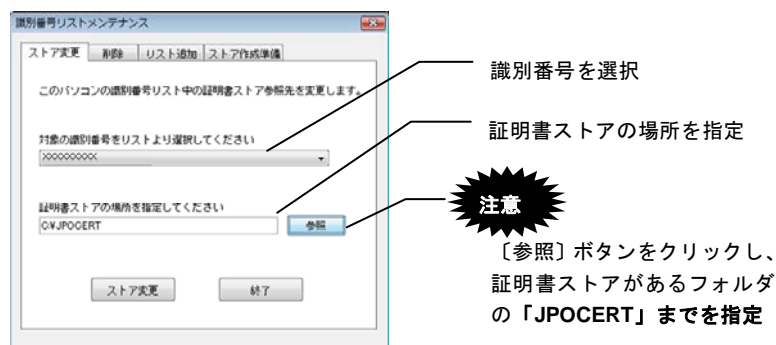 識別番号リストメンテナンス
ストア変更 削除 リスト追加 ストア作成準備
このパソコンの識別番号リスト中の証明書ストア参照先を変更します。
対象の識別番号をリストより選択してください
XXXXXXXXX
証明書ストアの場所を指定してください
C¥JPOCERT 参照
ストア変更 終了
識別番号を選択
証明書ストアの場所を指定
注意
〔参照〕ボタンをクリックし、
証明書ストアがあるフォルダ
の「JPOCERT」までを指定